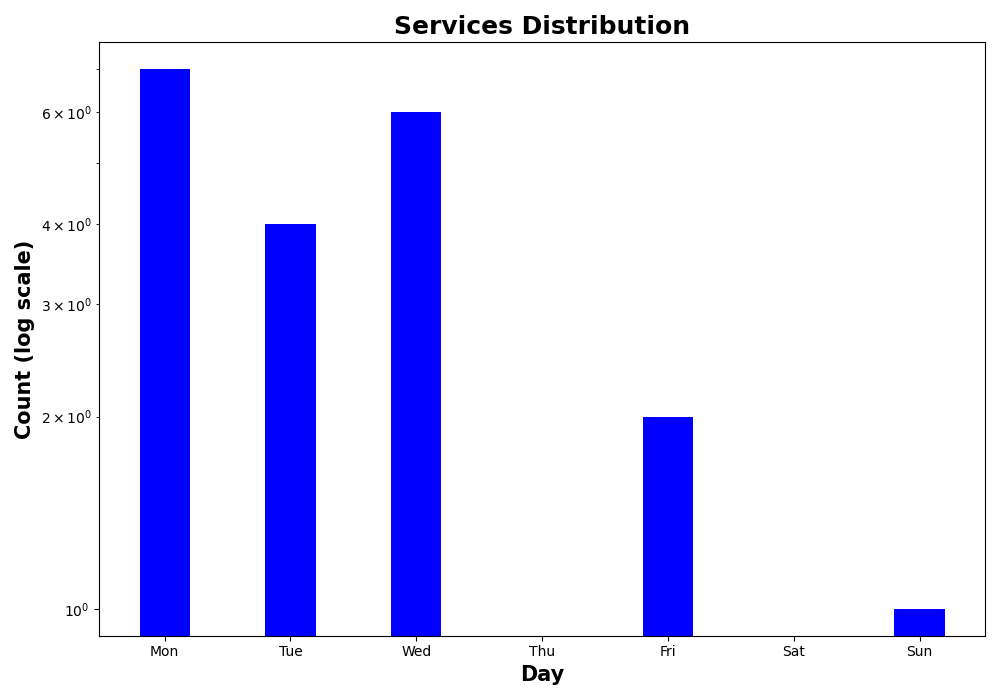 Services Distribution
6 × 10⁰
4 × 10⁰
3 × 10⁰
2 × 10⁰
10⁰
Count (log scale)
Mon Tue Wed Thu Fri Sat Sun
Day